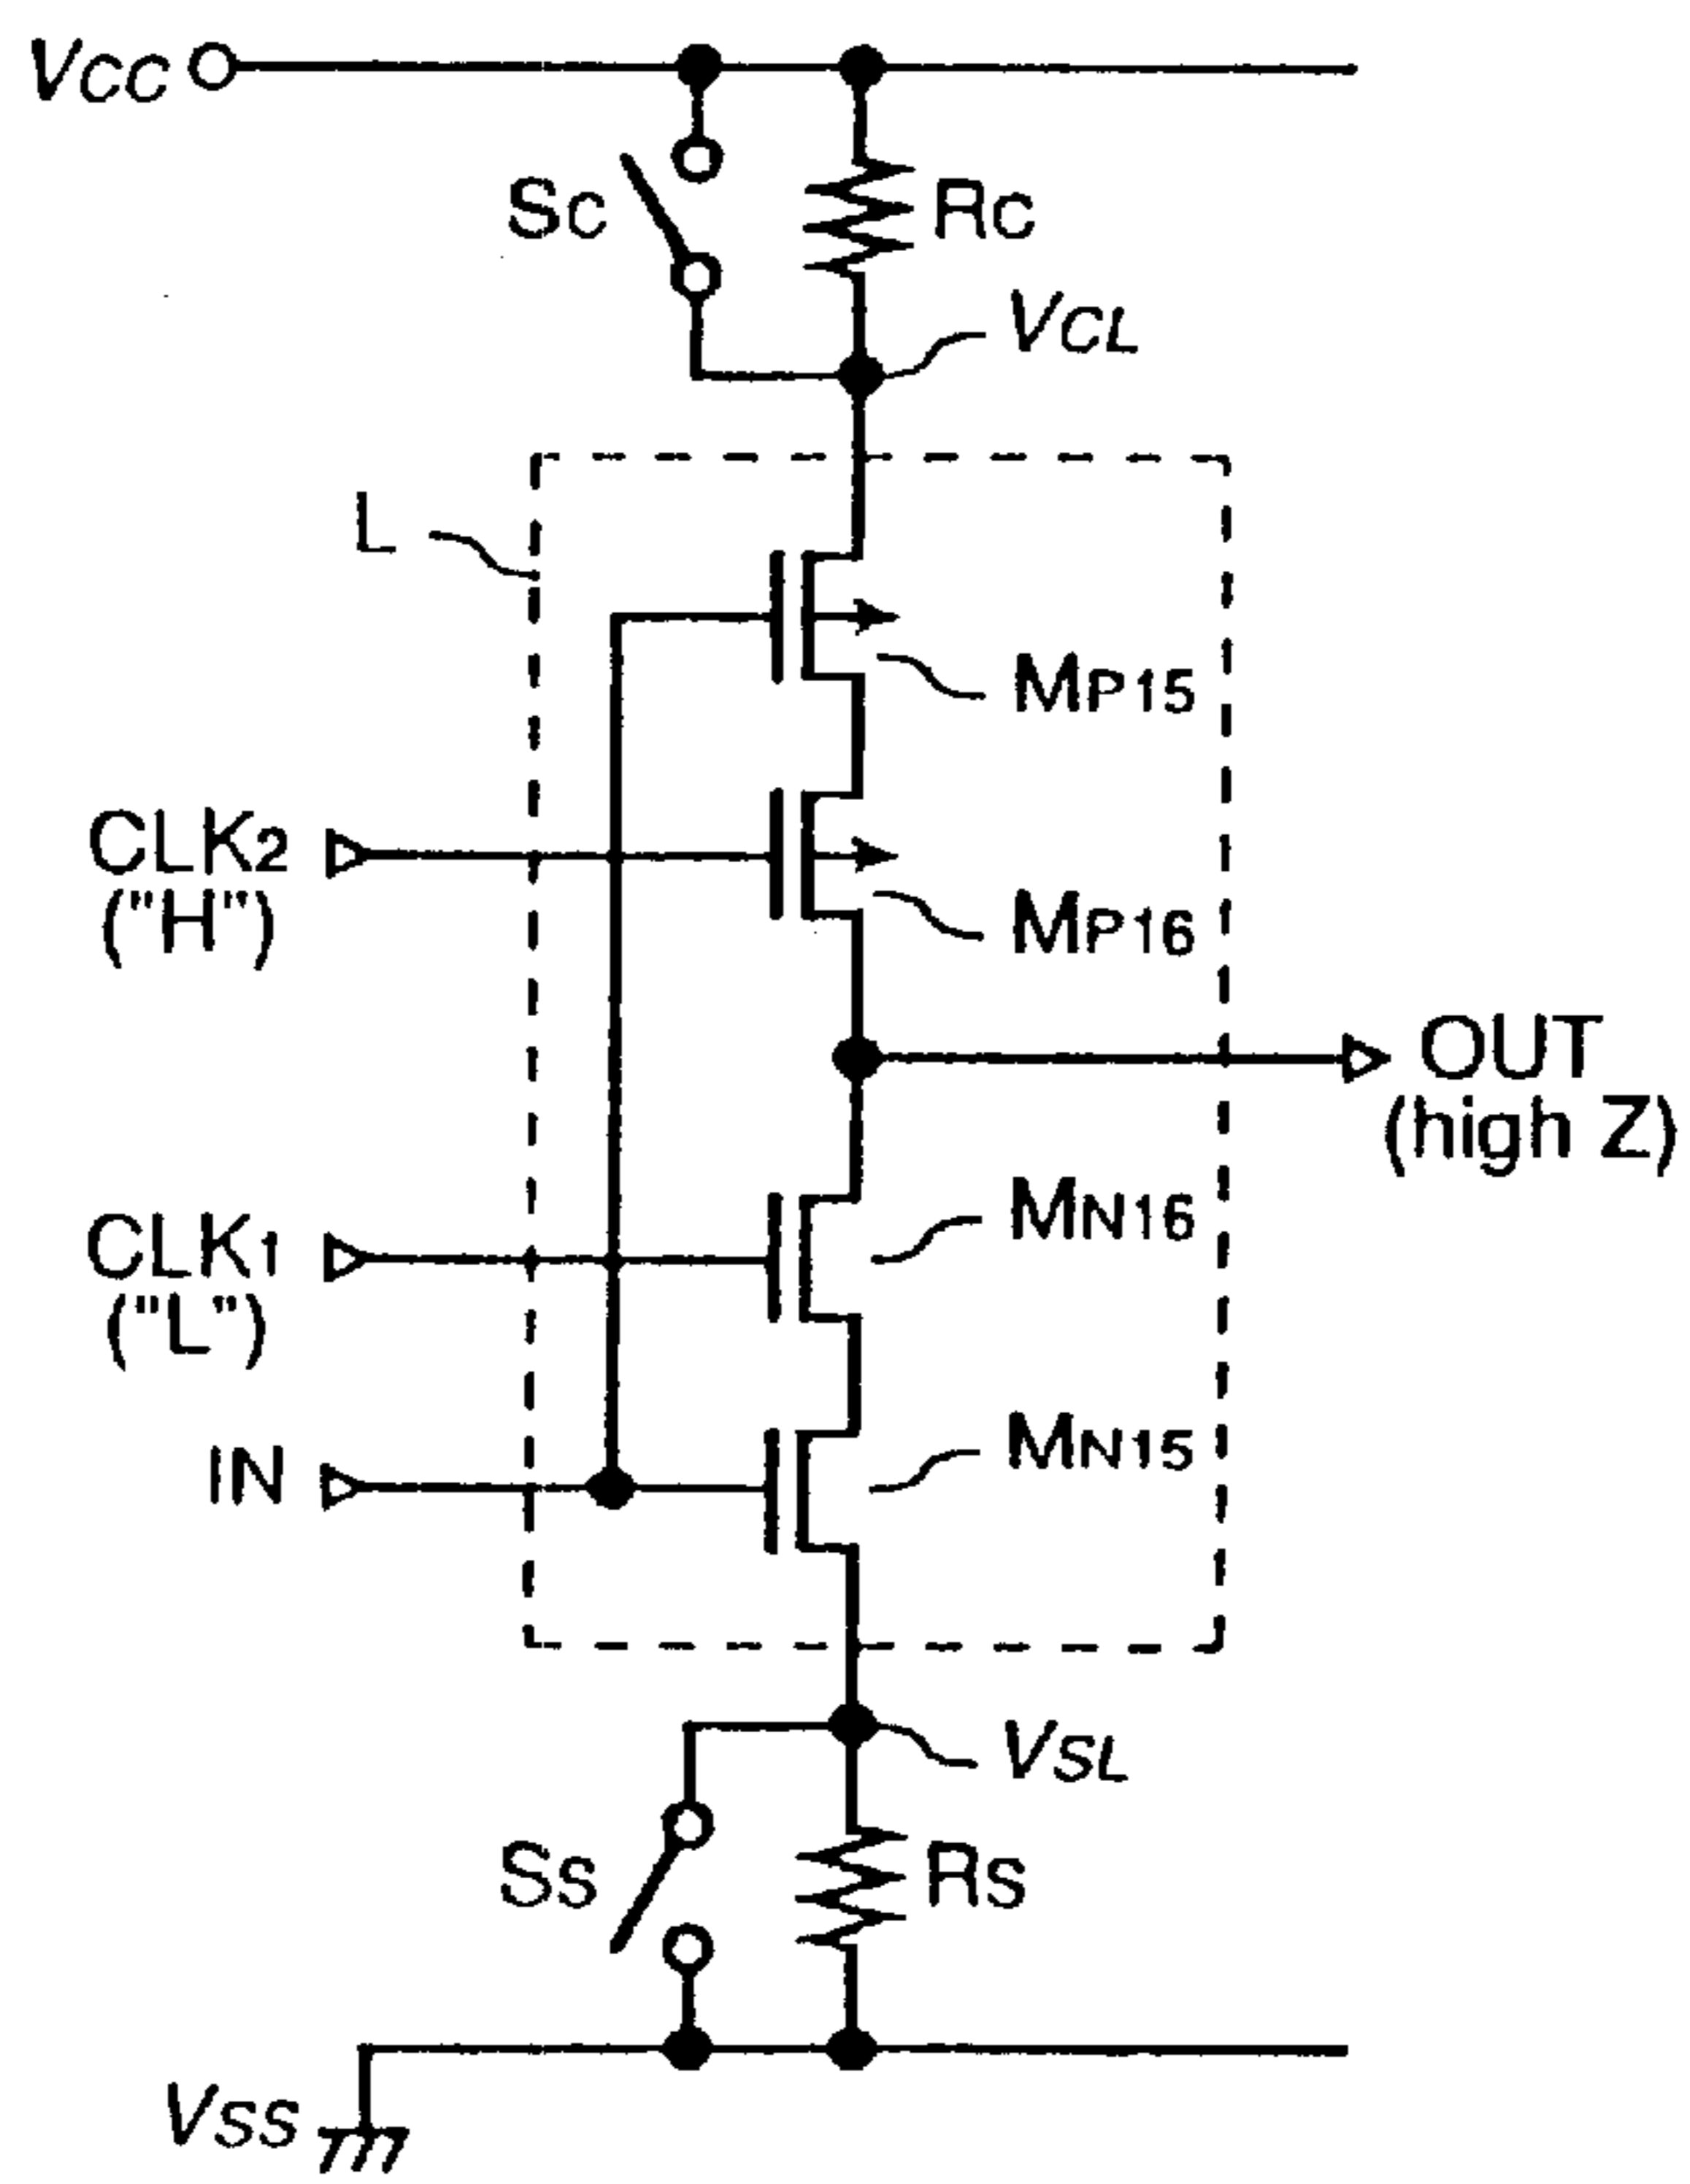 VCC
SC
RC
VCL
L
MP15
CLK2
("H")
MP16
OUT
(high Z)
MN16
CLK1
("L")
MN15
IN
VSL
SS
RS
VSS